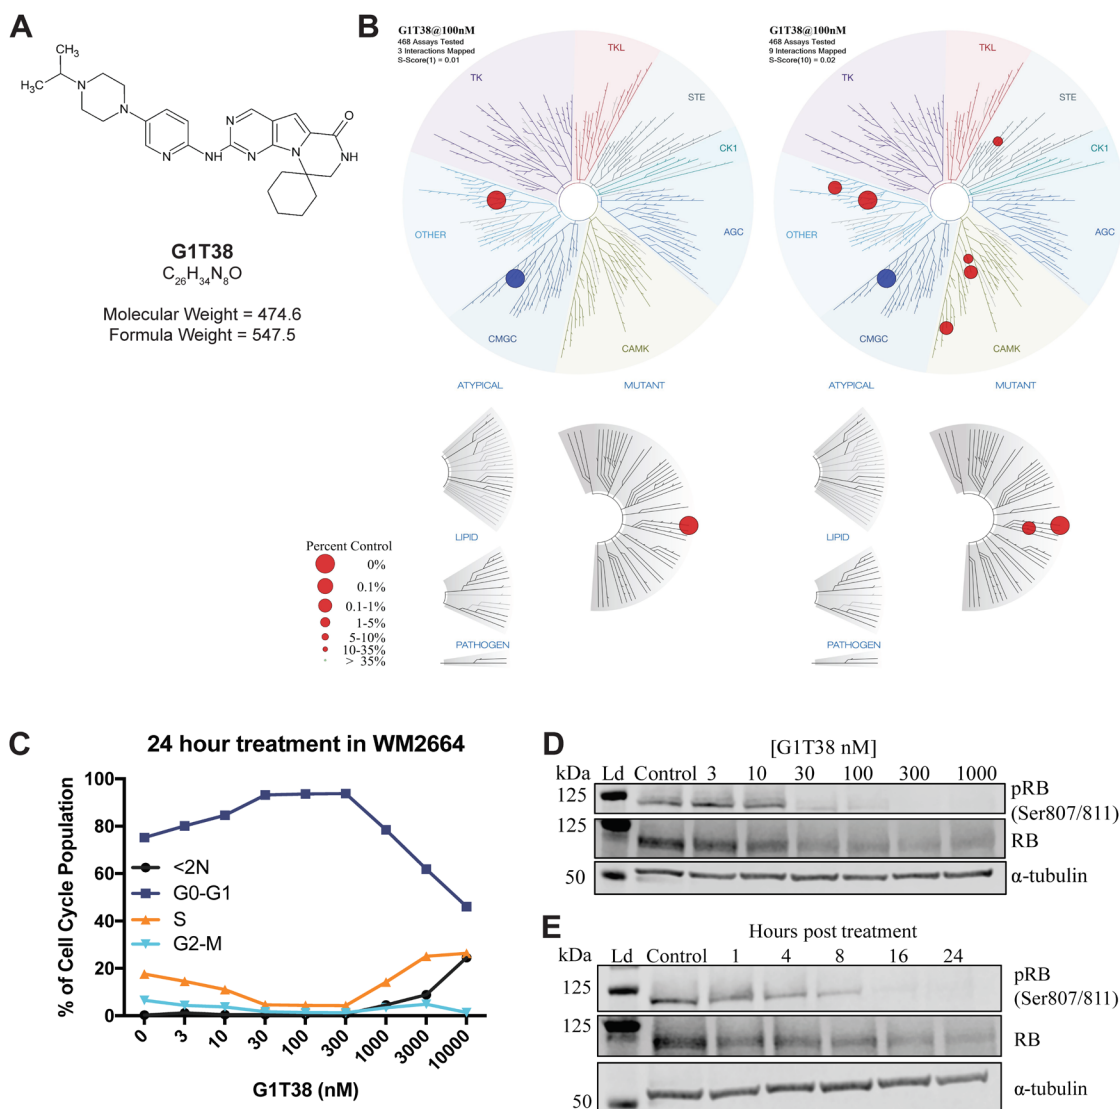 A
CH3
H3C
N
N
N
NH
N
N
N
O
NH
G1T38
C26H34N8O
Molecular Weight = 474.6
Formula Weight = 547.5
B
G1T38@100nM
468 Assays Tested
3 Interactions Mapped
S-Score(1) = 0.01
TK
TKL
STE
CK1
AGC
CAMK
CMGC
OTHER
ATYPICAL
MUTANT
LIPID
PATHOGEN
G1T38@100nM
468 Assays Tested
9 Interactions Mapped
S-Score(10) = 0.02
TK
TKL
STE
CK1
AGC
CAMK
CMGC
OTHER
ATYPICAL
MUTANT
LIPID
PATHOGEN
Percent Control
0%
0.1%
0.1-1%
1-5%
5-10%
10-35%
> 35%
C
24 hour treatment in WM2664
% of Cell Cycle Population
100
80
60
40
20
0
<2N
G0-G1
S
G2-M
0 3 10 30 100 300 1000 3000 10000
G1T38 (nM)
D
[G1T38 nM]
kDa Ld Control 3 10 30 100 300 1000
125
pRB
(Ser807/811)
125
RB
50
α-tubulin
E
Hours post treatment
kDa Ld Control 1 4 8 16 24
125
pRB
(Ser807/811)
125
RB
50
α-tubulin